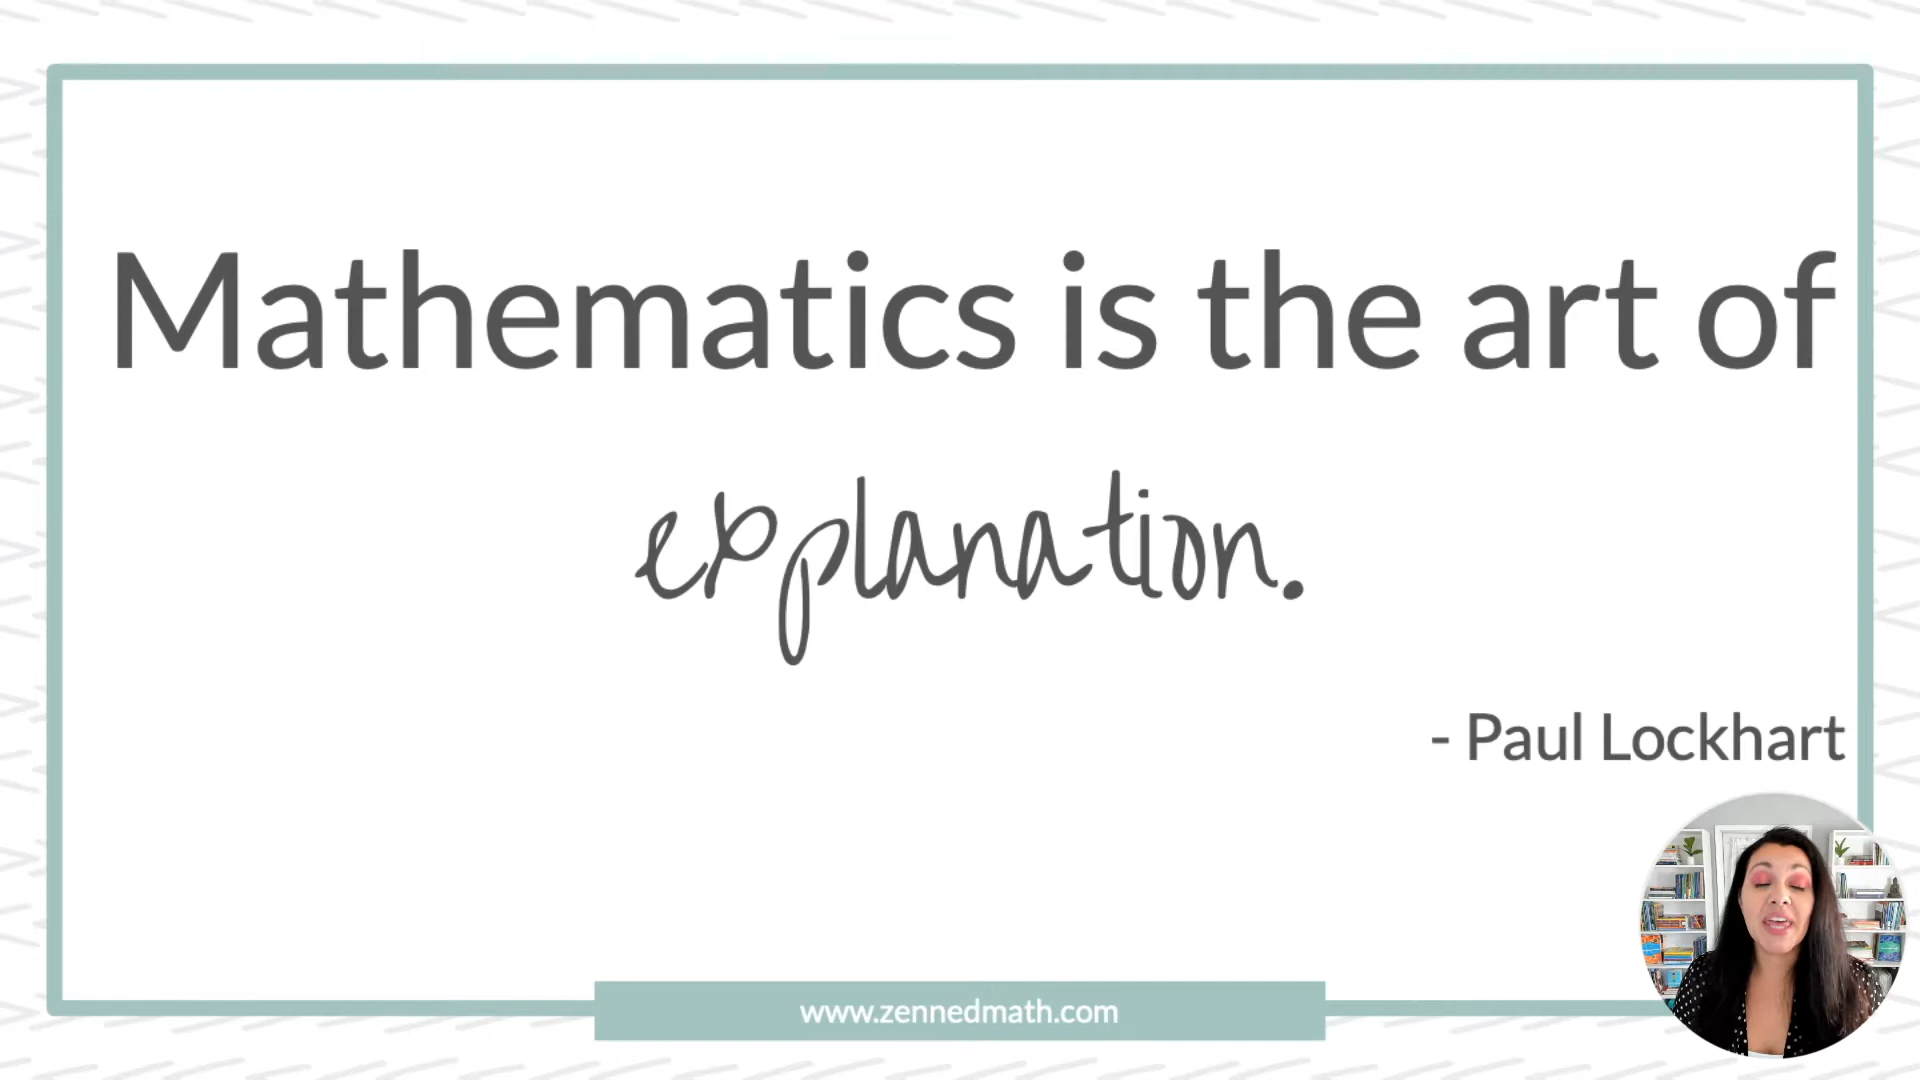 Mathematics is the art of
explanation.
- Paul Lockhart
www.zennedmath.com